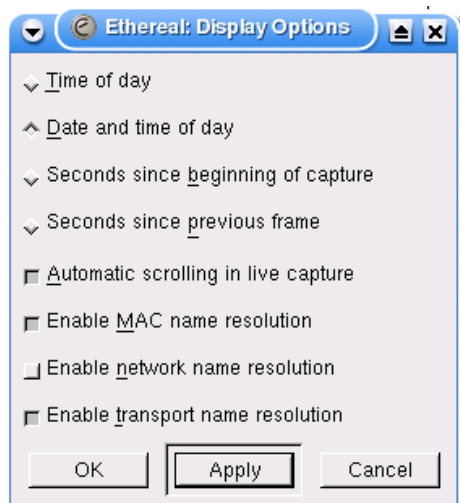 Ethereal: Display Options
Time of day
Date and time of day
Seconds since beginning of capture
Seconds since previous frame
Automatic scrolling in live capture
Enable MAC name resolution
Enable network name resolution
Enable transport name resolution
OK Apply Cancel